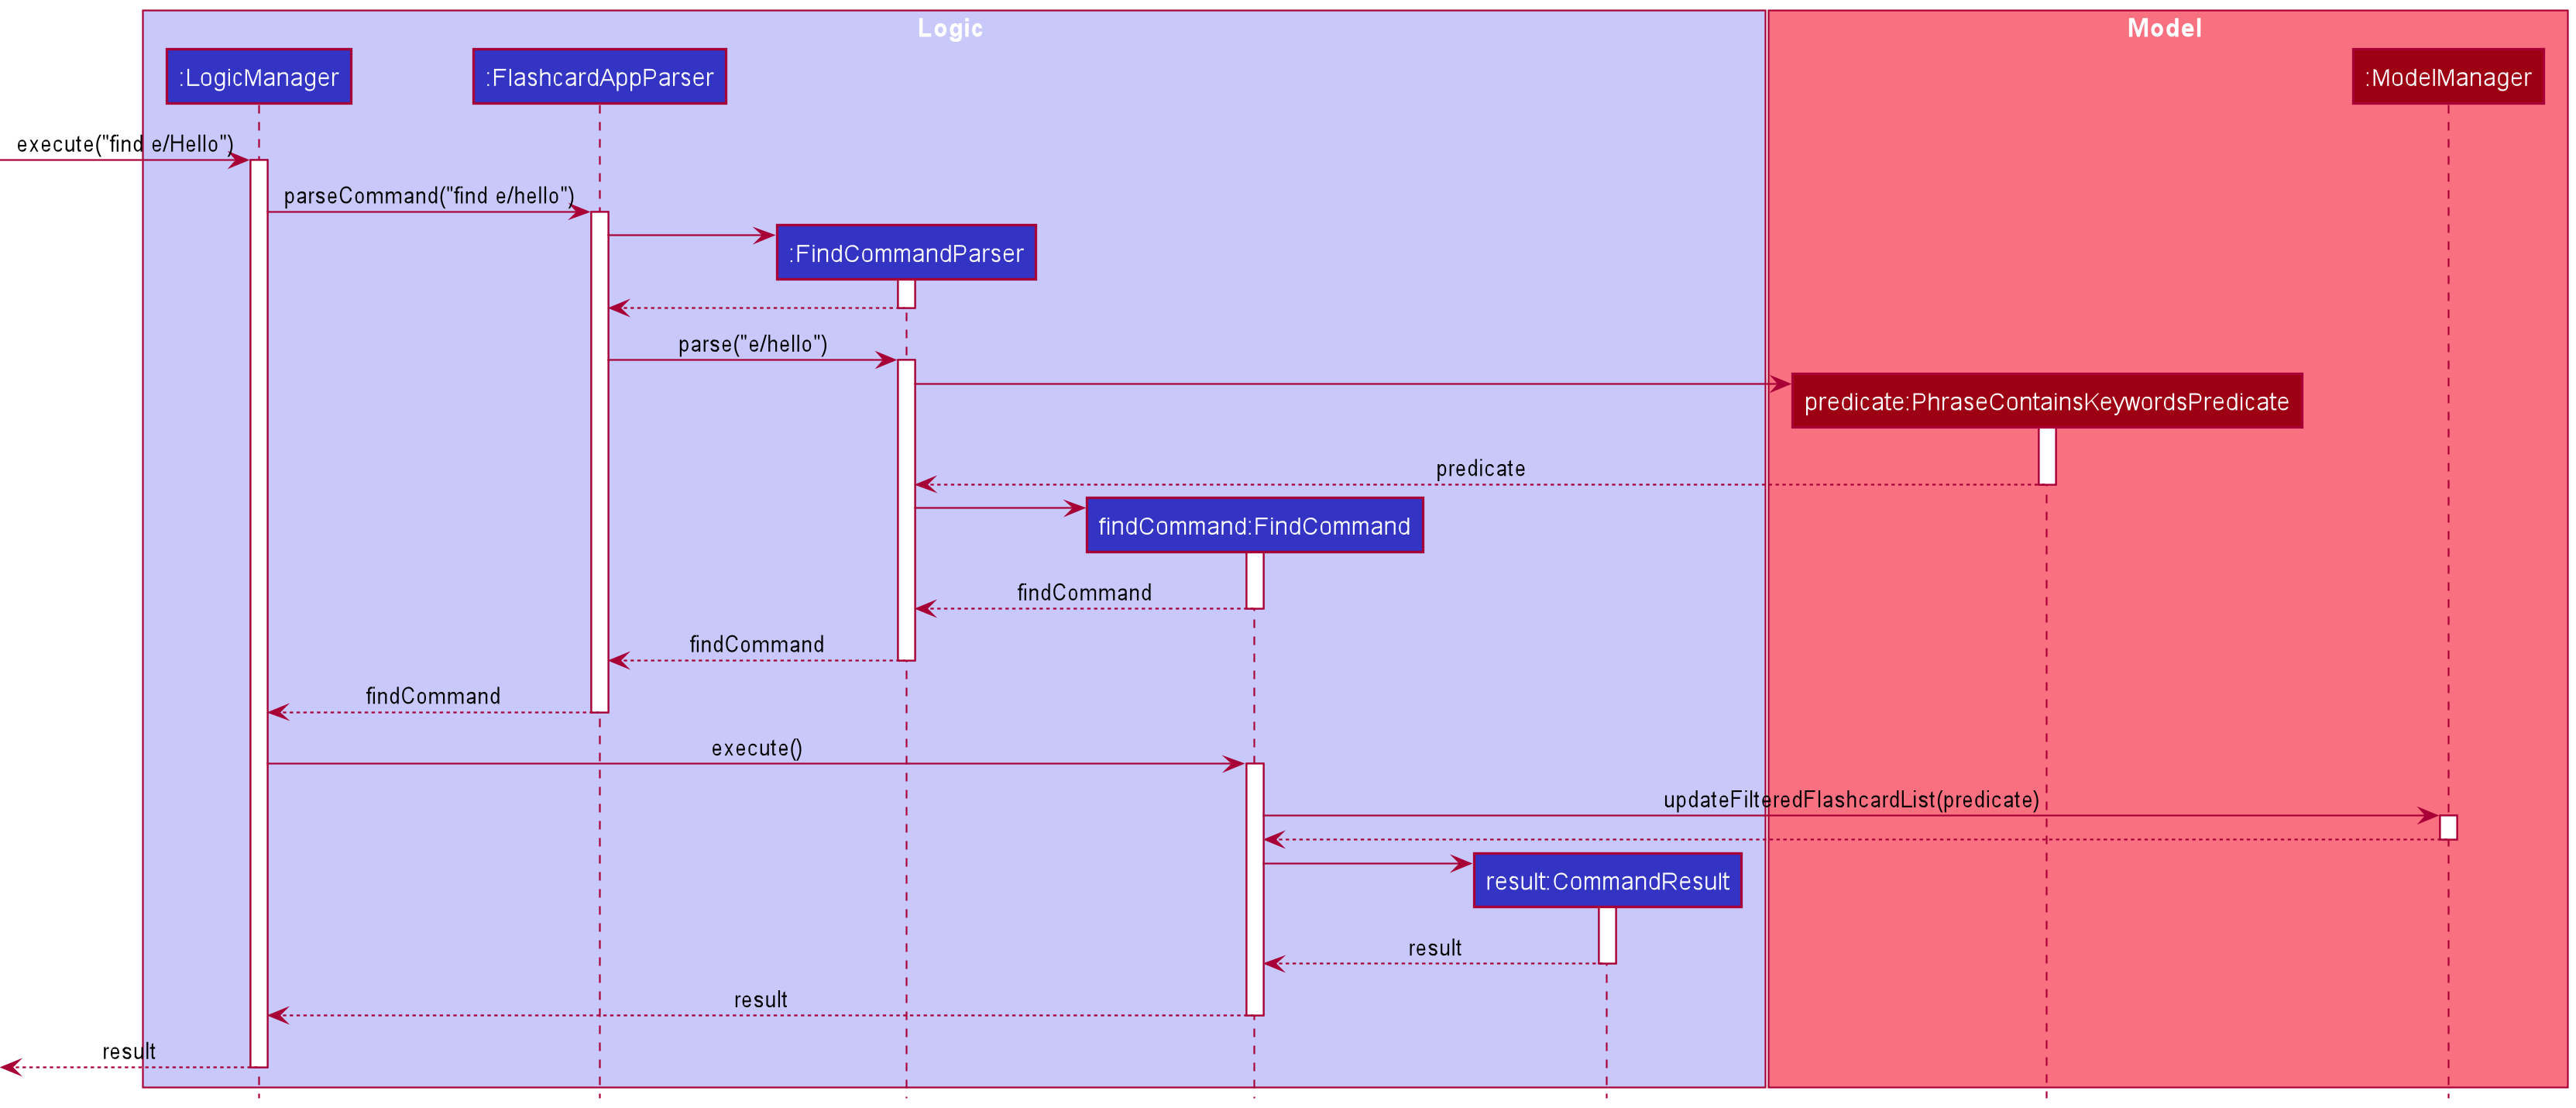 Logic
Model
:LogicManager
:FlashcardAppParser
:ModelManager
execute("find e/Hello")
parseCommand("find e/hello")
:FindCommandParser
parse("e/hello")
predicate:PhraseContainsKeywordsPredicate
predicate
findCommand:FindCommand
findCommand
findCommand
findCommand
execute()
updateFilteredFlashcardList(predicate)
result:CommandResult
result
result
result